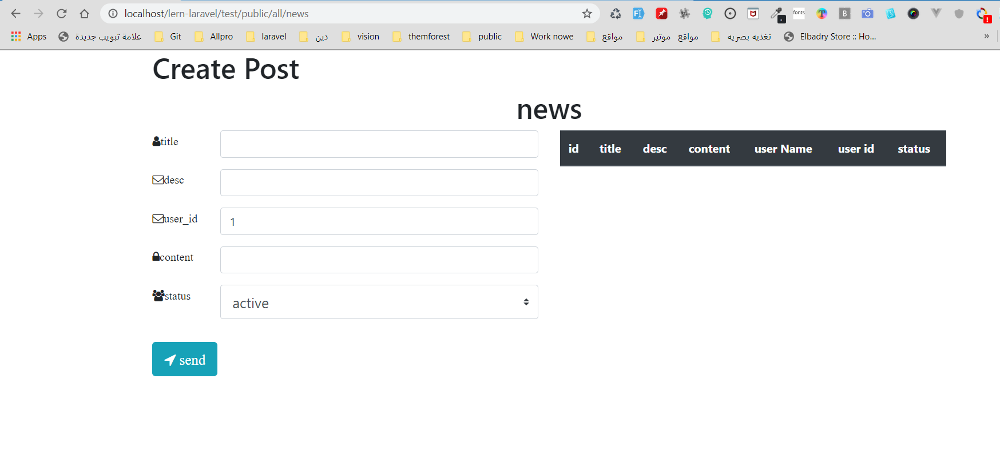 localhost/lern-laravel/test/public/all/news
fonts
Apps علامة تبويب جديدة Git Allpro laravel دين vision themforest public Work nowe مواقع مواقع موتير تغذيه بصريه Elbadry Store :: Ho... »
Create Post
news
title
id title desc content user Name user id status
desc
user_id 1
content
status active
send